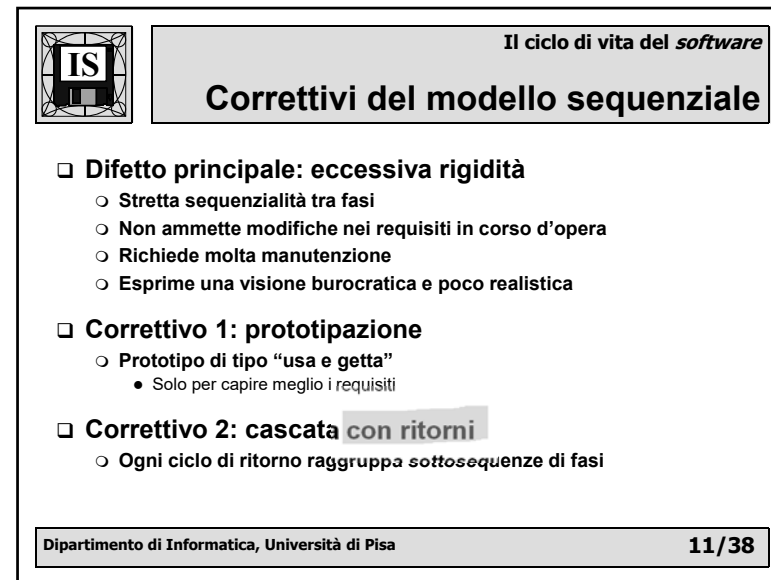 IS
Il ciclo di vita del software
Correttivi del modello sequenziale
Difetto principale: eccessiva rigidità
Stretta sequenzialità tra fasi
Non ammette modifiche nei requisiti in corso d'opera
Richiede molta manutenzione
Esprime una visione burocratica e poco realistica
Correttivo 1: prototipazione
Prototipo di tipo “usa e getta”
Solo per capire meglio i requisiti
Correttivo 2: cascata con ritorni
Ogni ciclo di ritorno raggruppa sottosequenze di fasi
Dipartimento di Informatica, Università di Pisa
11/38